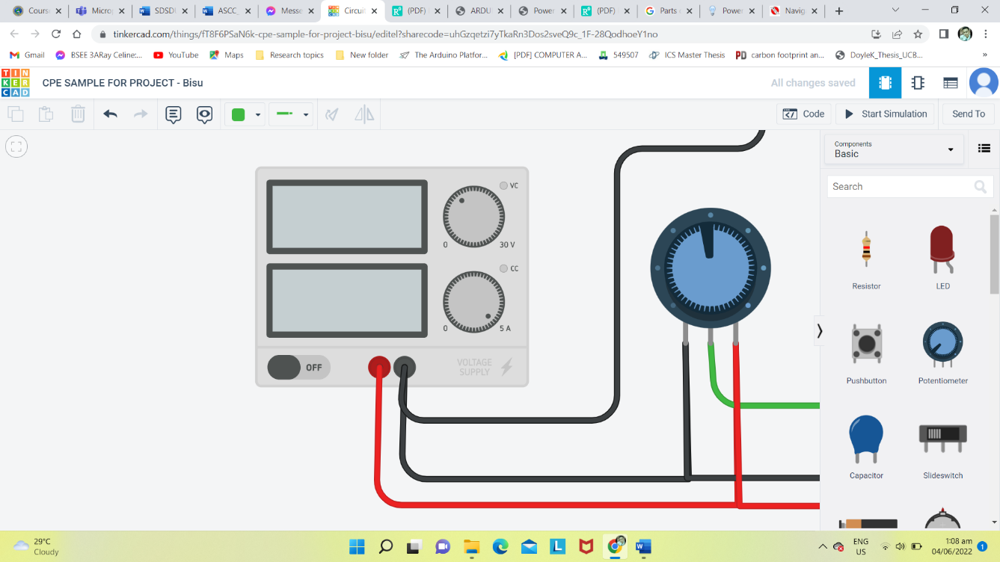 Course
Microp
SDSDU
ASCC_
Messe
Circuit
(PDF)
ARDU
Power
(PDF)
Parts
Power
Navig
tinkercad.com/things/fT8F6PSaN6k-cpe-sample-for-project-bisu/editel?sharecode=uhGzqetzi7yTkaRn3Dos2sveQ9c_1F-28QodhoeY1no
Gmail
BSEE 3ARay Celine:...
YouTube
Maps
Research topics
New folder
The Arduino Platfor...
[PDF] COMPUTER A...
549507
ICS Master Thesis
PD carbon footprint an...
DoyleK_Thesis_UCB...
»
TIN
KER
CAD
CPE SAMPLE FOR PROJECT - Bisu
All changes saved
Code
Start Simulation
Send To
Components
Basic
Search
VC
0
30 V
CC
0
5 A
OFF
VOLTAGE
SUPPLY
Resistor
LED
Pushbutton
Potentiometer
Capacitor
Slideswitch
29°C
Cloudy
L
ENG
US
1:08 am
04/06/2022
1